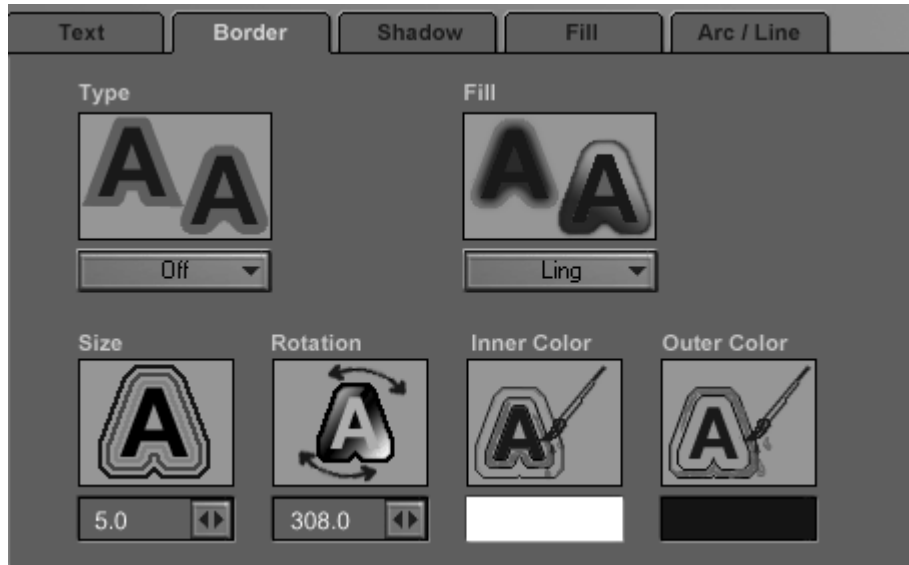 Text Border Shadow Fill Arc / Line
Type Fill
A A A A
Off Ling
Size Rotation Inner Color Outer Color
A A A A
5.0 308.0